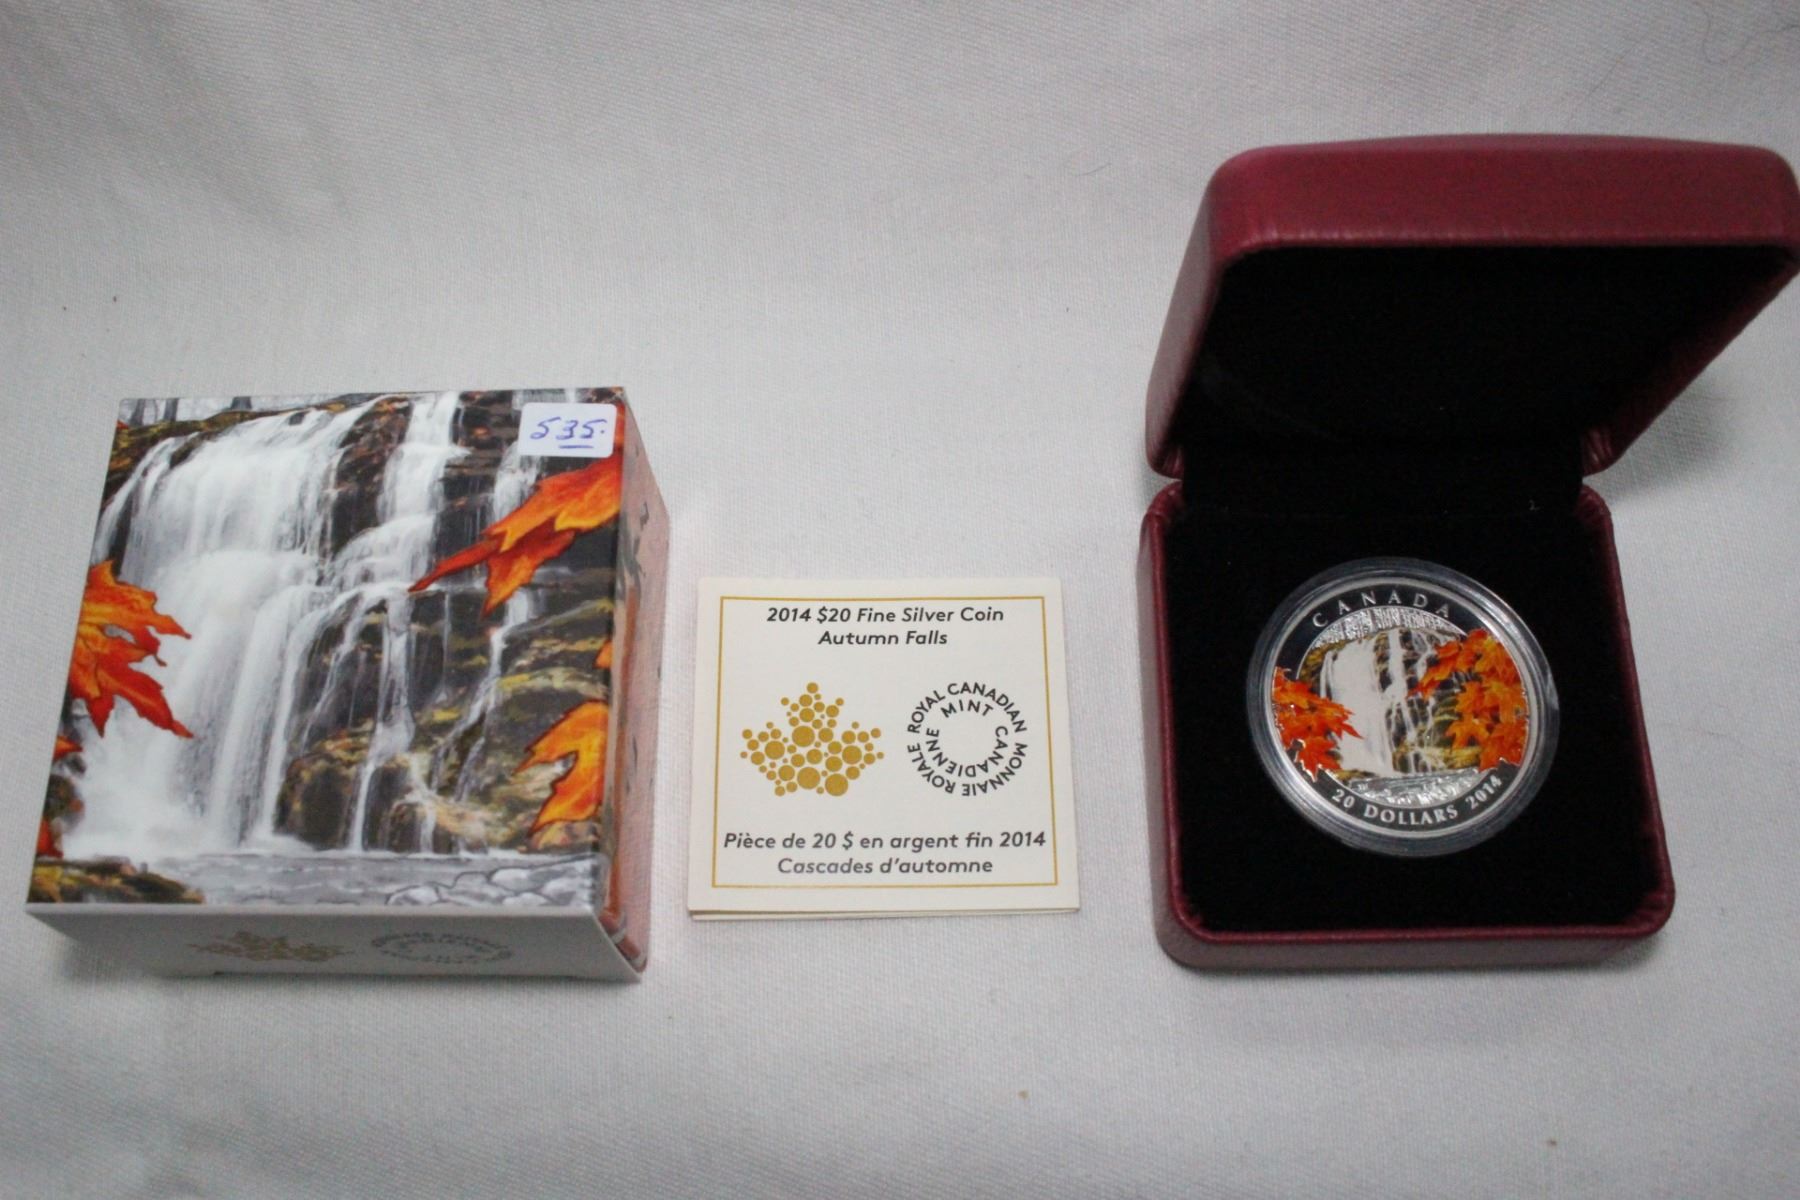 535.
2014 $20 Fine Silver Coin
Autumn Falls
ROYAL CANADIAN MINT
MONNAIE ROYALE CANADIENNE
Pièce de 20 $ en argent fin 2014
Cascades d'automne
CANADA
20 DOLLARS 2014